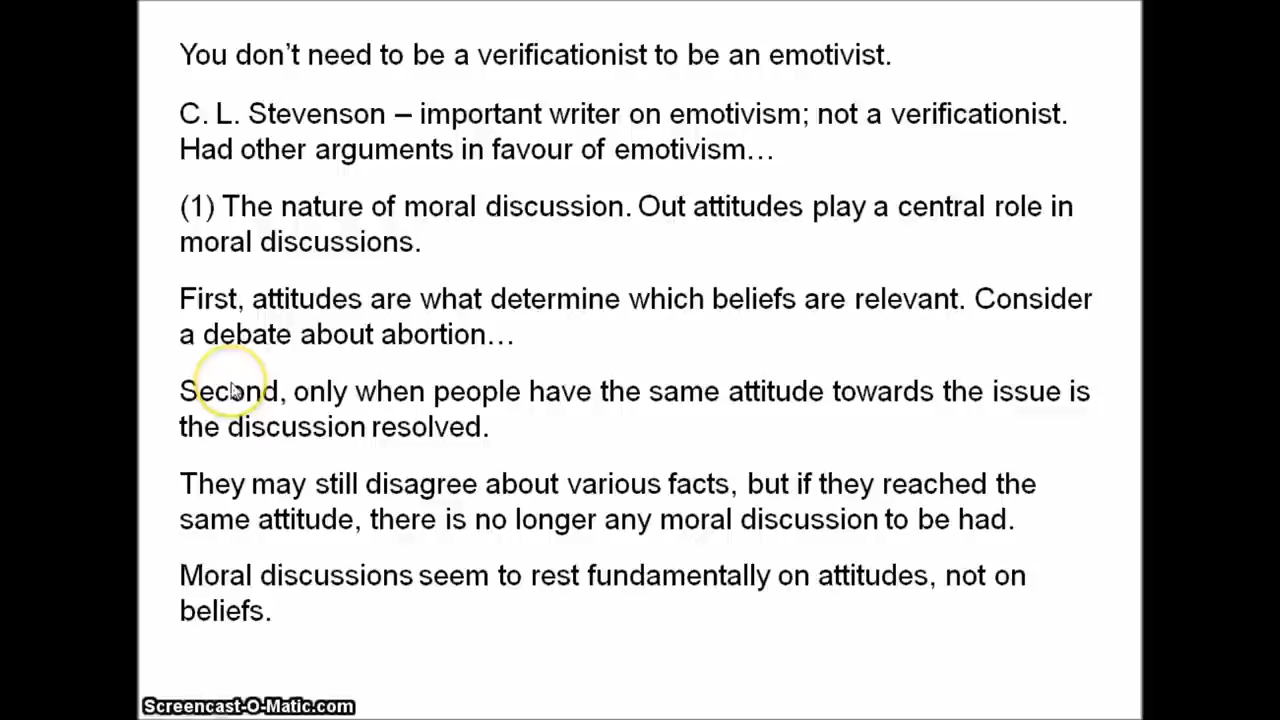 You don’t need to be a verificationist to be an emotivist.
C. L. Stevenson – important writer on emotivism; not a verificationist.
Had other arguments in favour of emotivism…
(1) The nature of moral discussion. Out attitudes play a central role in
moral discussions.
First, attitudes are what determine which beliefs are relevant. Consider
a debate about abortion…
Second, only when people have the same attitude towards the issue is
the discussion resolved.
They may still disagree about various facts, but if they reached the
same attitude, there is no longer any moral discussion to be had.
Moral discussions seem to rest fundamentally on attitudes, not on
beliefs.
Screencast-O-Matic.com